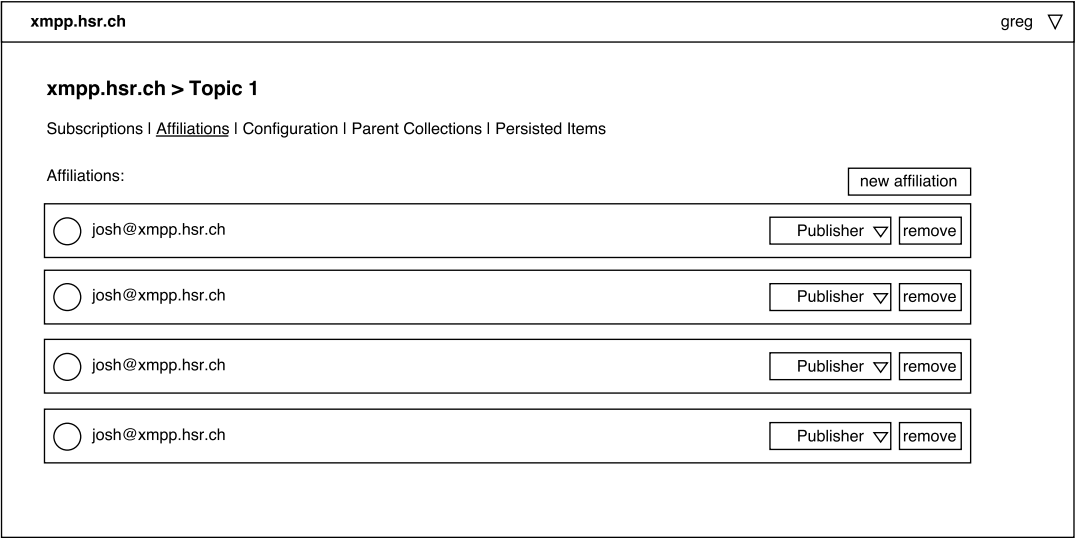 xmpp.hsr.ch greg
xmpp.hsr.ch > Topic 1
Subscriptions | Affiliations | Configuration | Parent Collections | Persisted Items
Affiliations: new affiliation
josh@xmpp.hsr.ch Publisher remove
josh@xmpp.hsr.ch Publisher remove
josh@xmpp.hsr.ch Publisher remove
josh@xmpp.hsr.ch Publisher remove